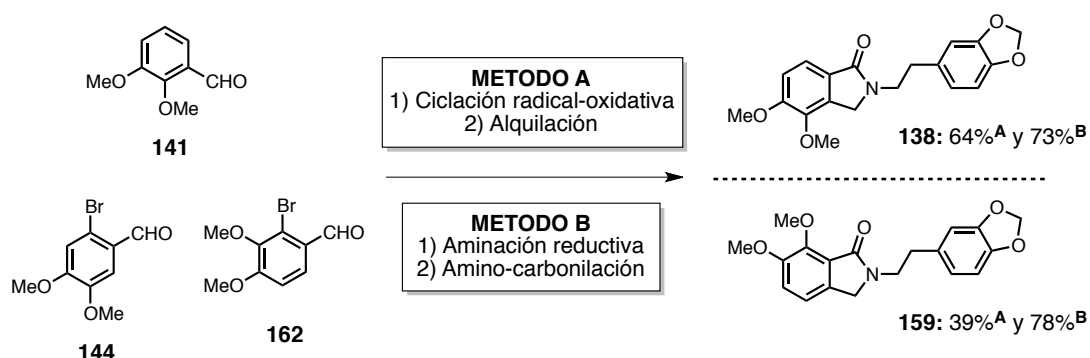 MeO
OMe
CHO
141
Br
CHO
MeO
OMe
144
MeO
Br
CHO
MeO
162
METODO A
1) Ciclación radical-oxidativa
2) Alquilación
METODO B
1) Aminación reductiva
2) Amino-carbonilación
O
N
O
O
MeO
OMe
138: 64%A y 73%B
MeO
O
MeO
N
O
O
159: 39%A y 78%B